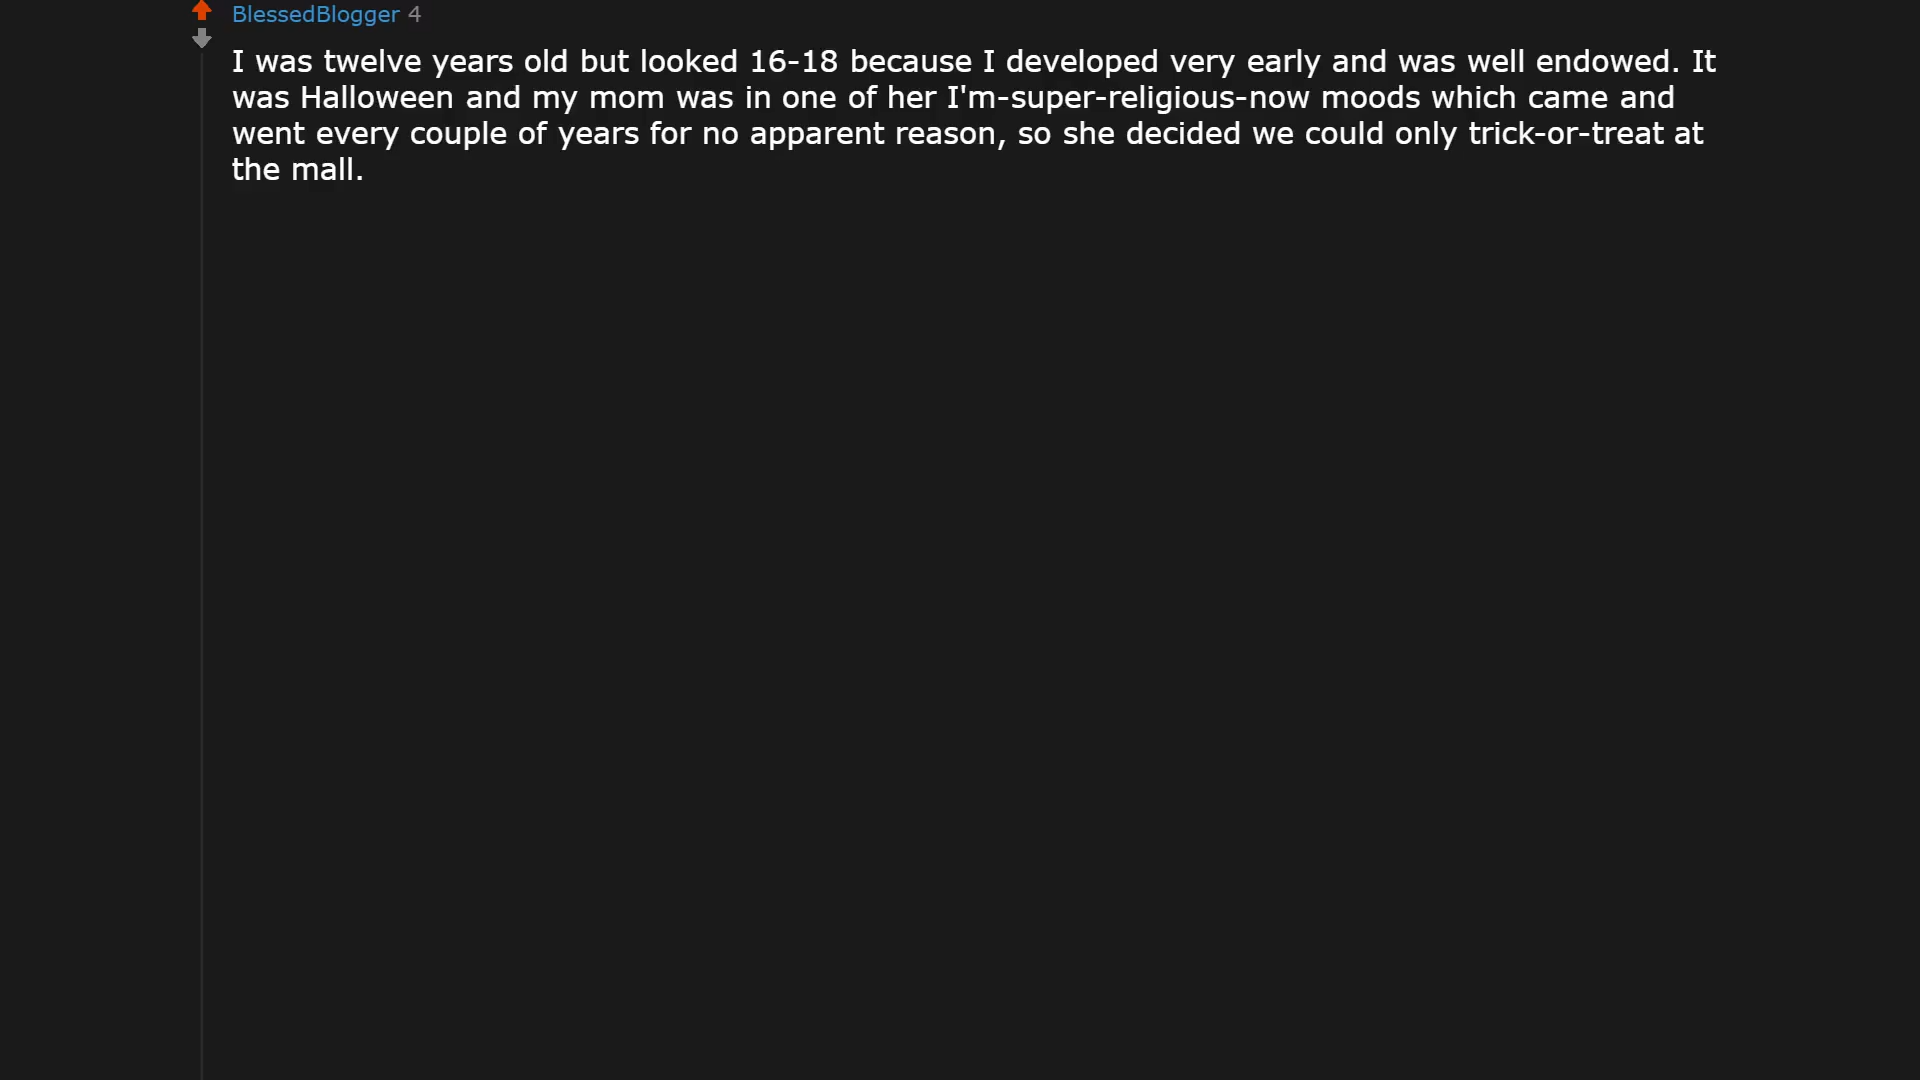 BlessedBlogger 4
I was twelve years old but looked 16-18 because I developed very early and was well endowed. It
was Halloween and my mom was in one of her I'm-super-religious-now moods which came and
went every couple of years for no apparent reason, so she decided we could only trick-or-treat at
the mall.